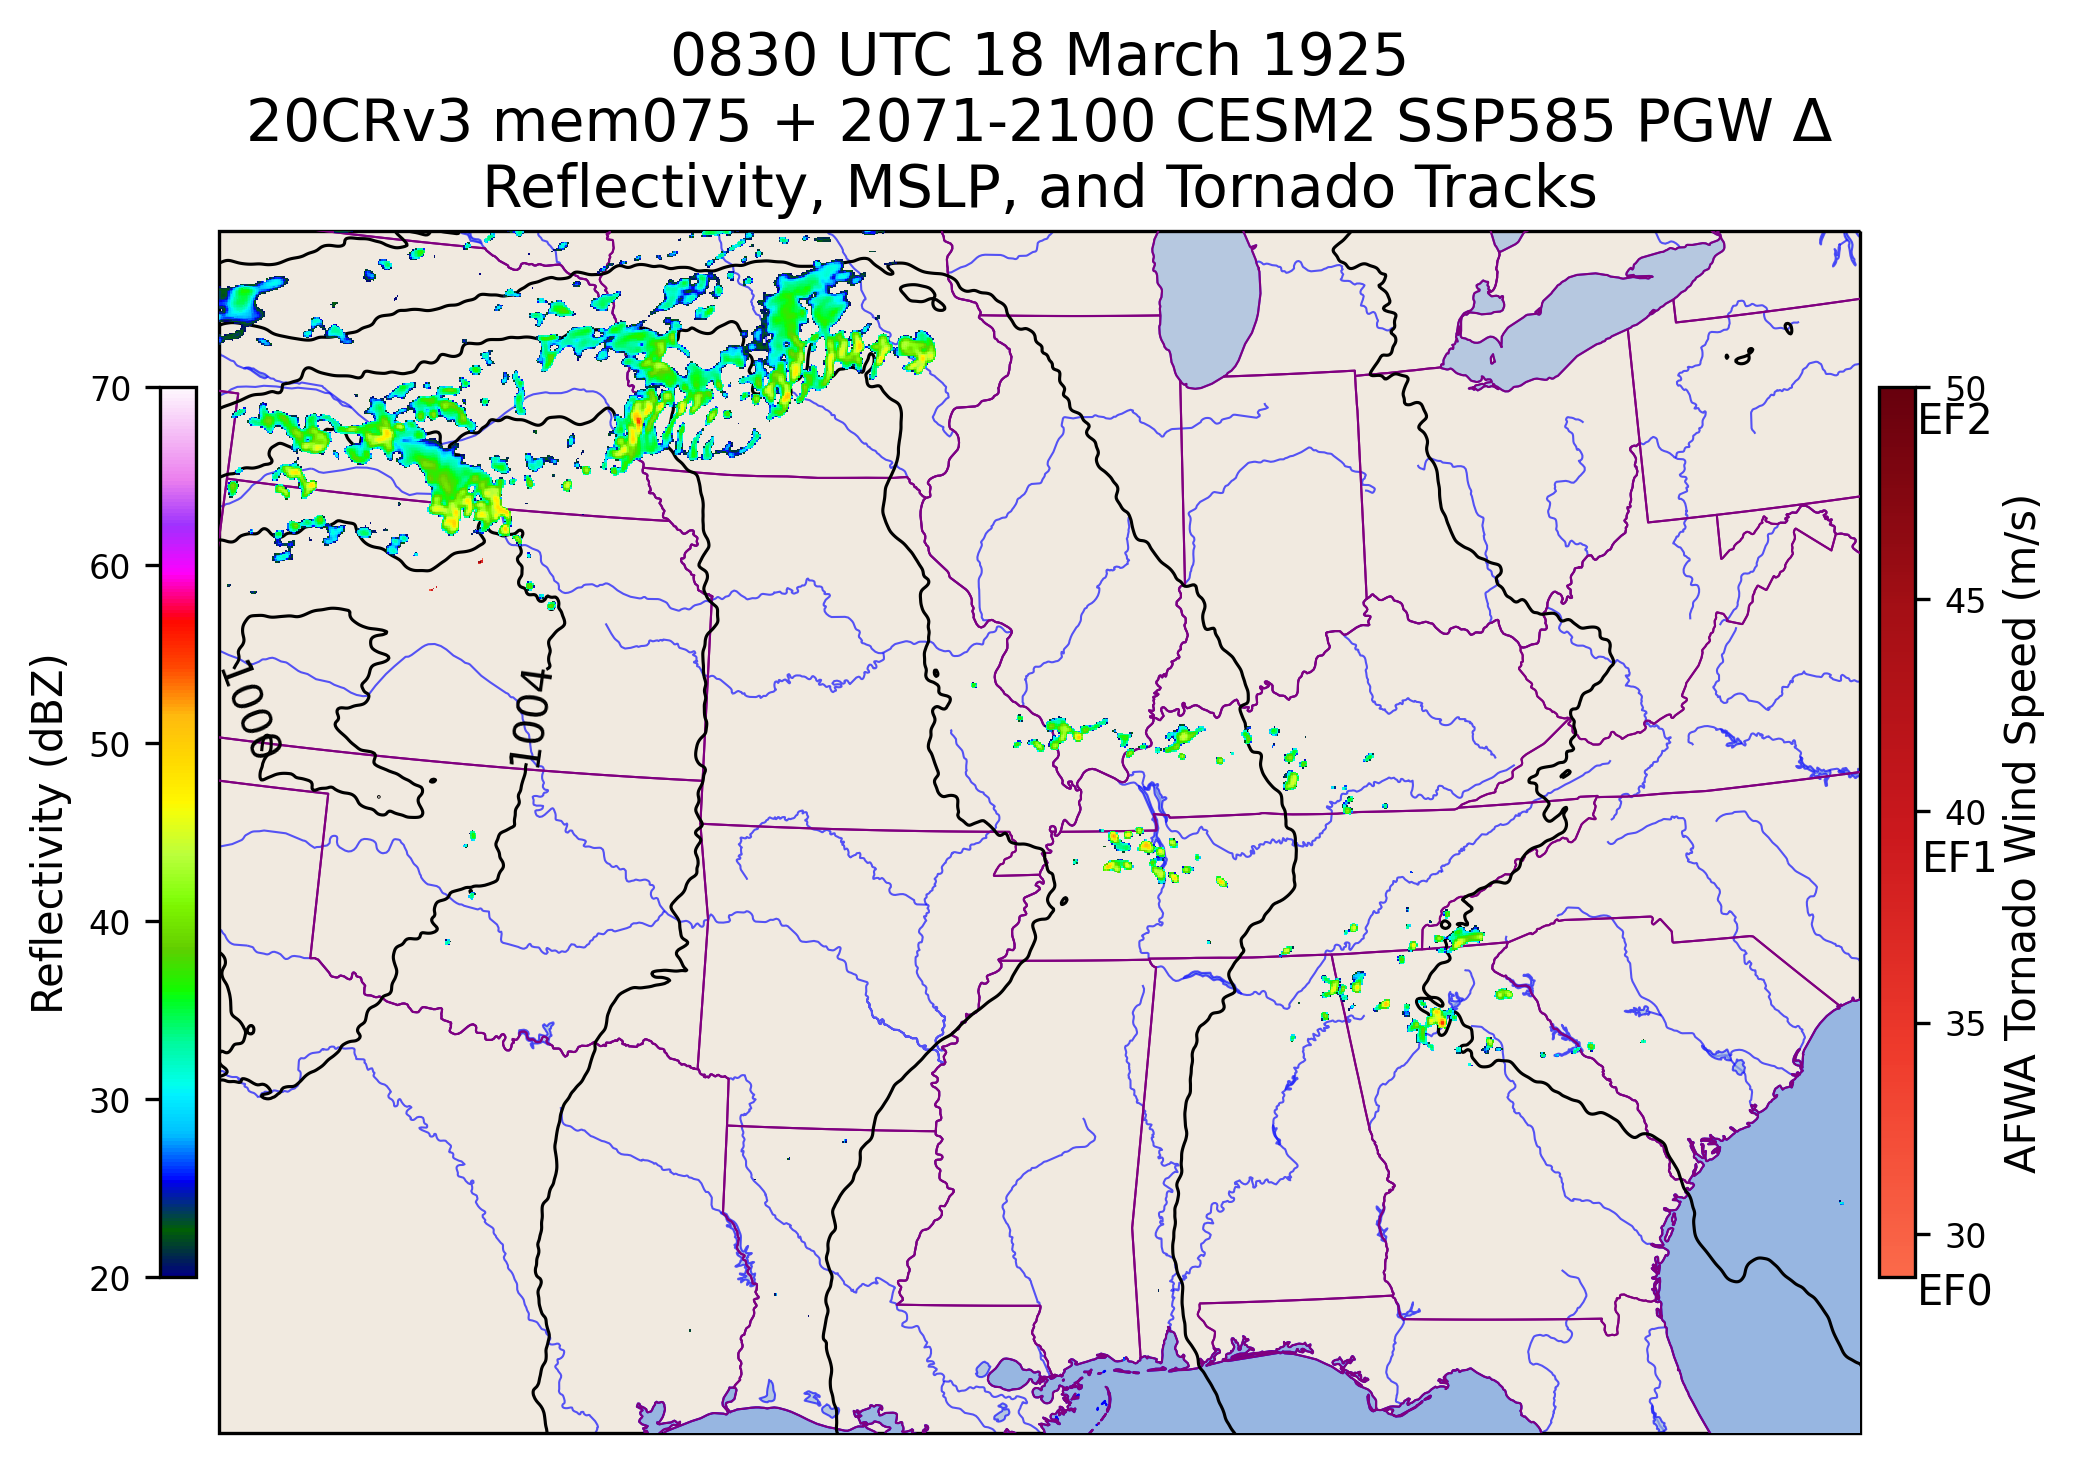 0830 UTC 18 March 1925
20CRv3 mem075 + 2071-2100 CESM2 SSP585 PGW Δ
Reflectivity, MSLP, and Tornado Tracks
70
60
50
40
30
20
Reflectivity (dBZ)
1000
1004
50
EF2
45
40
EF1
35
30
EF0
AFWA Tornado Wind Speed (m/s)